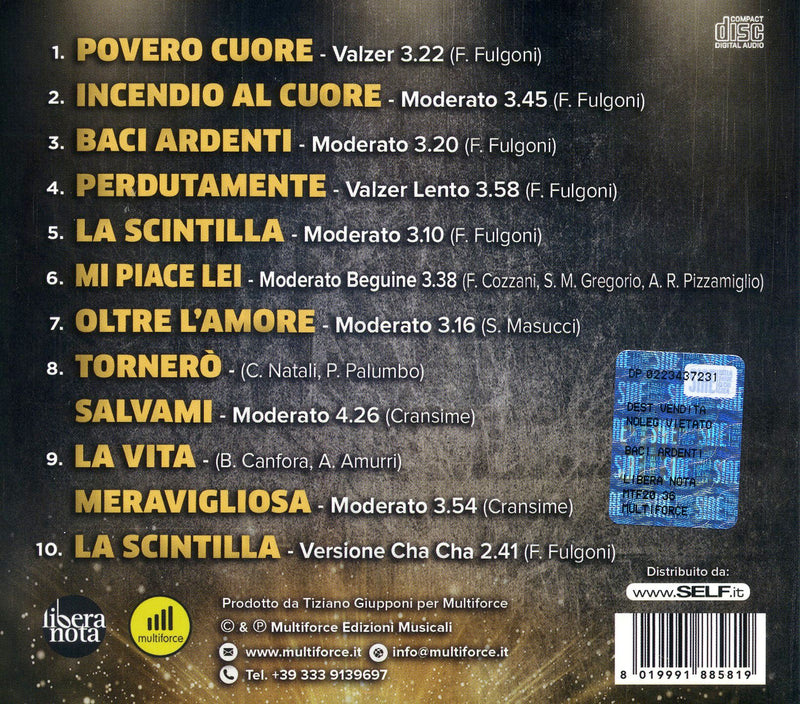 COMPACT
disc
DIGITAL AUDIO
1. POVERO CUORE - Valzer 3.22 (F. Fulgoni)
2. INCENDIO AL CUORE - Moderato 3.45 (F. Fulgoni)
3. BACI ARDENTI - Moderato 3.20 (F. Fulgoni)
4. PERDUTAMENTE - Valzer Lento 3.58 (F. Fulgoni)
5. LA SCINTILLA - Moderato 3.10 (F. Fulgoni)
6. MI PIACE LEI - Moderato Beguine 3.38 (F. Cozzani, S. M. Gregorio, A. R. Pizzamiglio)
7. OLTRE L'AMORE - Moderato 3.16 (S. Masucci)
8. TORNERÒ - (C. Natali, P. Palumbo)
SALVAMI - Moderato 4.26 (Cransime)
9. LA VITA - (B. Canfora, A. Amurri)
MERAVIGLIOSA - Moderato 3.54 (Cransime)
10. LA SCINTILLA - Versione Cha Cha 2.41 (F. Fulgoni)
DP 0223437231
DEST VENDITA
NOLEG VIETATO
BACI ARDENTI
LIBERA NOTA
MTF20 36
MULTIFORCE
Distribuito da:
www.SELF.it
libera
nota
multiforce
Prodotto da Tiziano Giupponi per Multiforce
© & ℗ Multiforce Edizioni Musicali
www.multiforce.it info@multiforce.it
Tel. +39 333 9139697
8 019991 885819